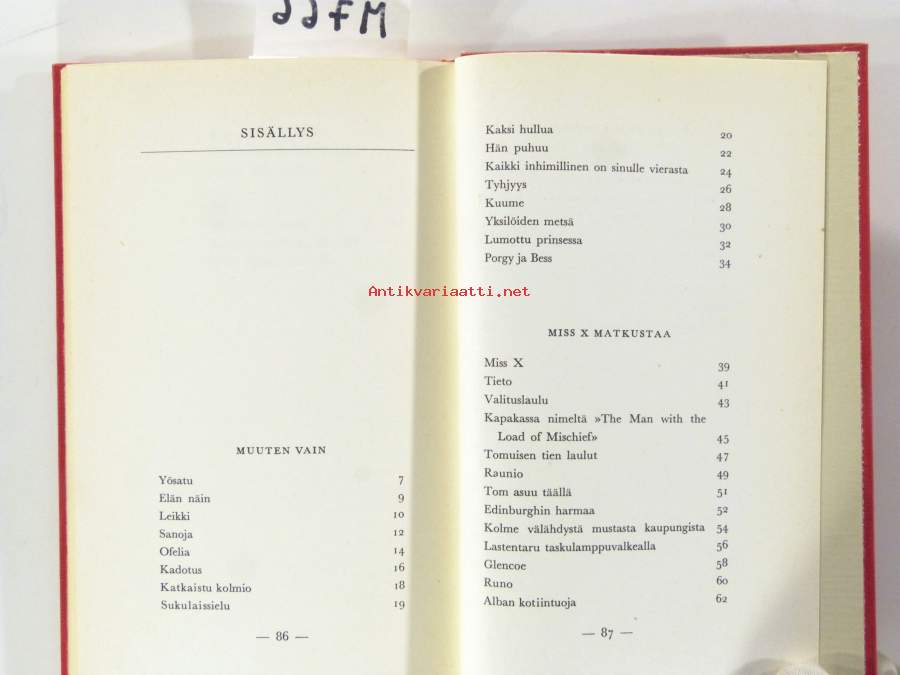 SISÄLLYS
MUUTEN VAIN
Yösatu 7
Elän näin 9
Leikki 10
Sanoja 12
Ofelia 14
Kadotus 16
Katkaistu kolmio 18
Sukulaissielu 19
— 86 —
Kaksi hullua 20
Hän puhuu 22
Kaikki inhimillinen on sinulle vierasta 24
Tyhjyys 26
Kuume 28
Yksilöiden metsä 30
Lumottu prinsessa 32
Porgy ja Bess 34
Antikvariaatti.net
MISS X MATKUSTAA
Miss X 39
Tieto 41
Valituslaulu 43
Kapakassa nimeltä »The Man with the
Load of Mischief» 45
Tomuisen tien laulut 47
Raunio 49
Tom asuu täällä 51
Edinburghin harmaa 52
Kolme välähdystä mustasta kaupungista 54
Lastentaru taskulamppuvalkealla 56
Glencoe 58
Runo 60
Alban kotiintuoja 62
— 87 —